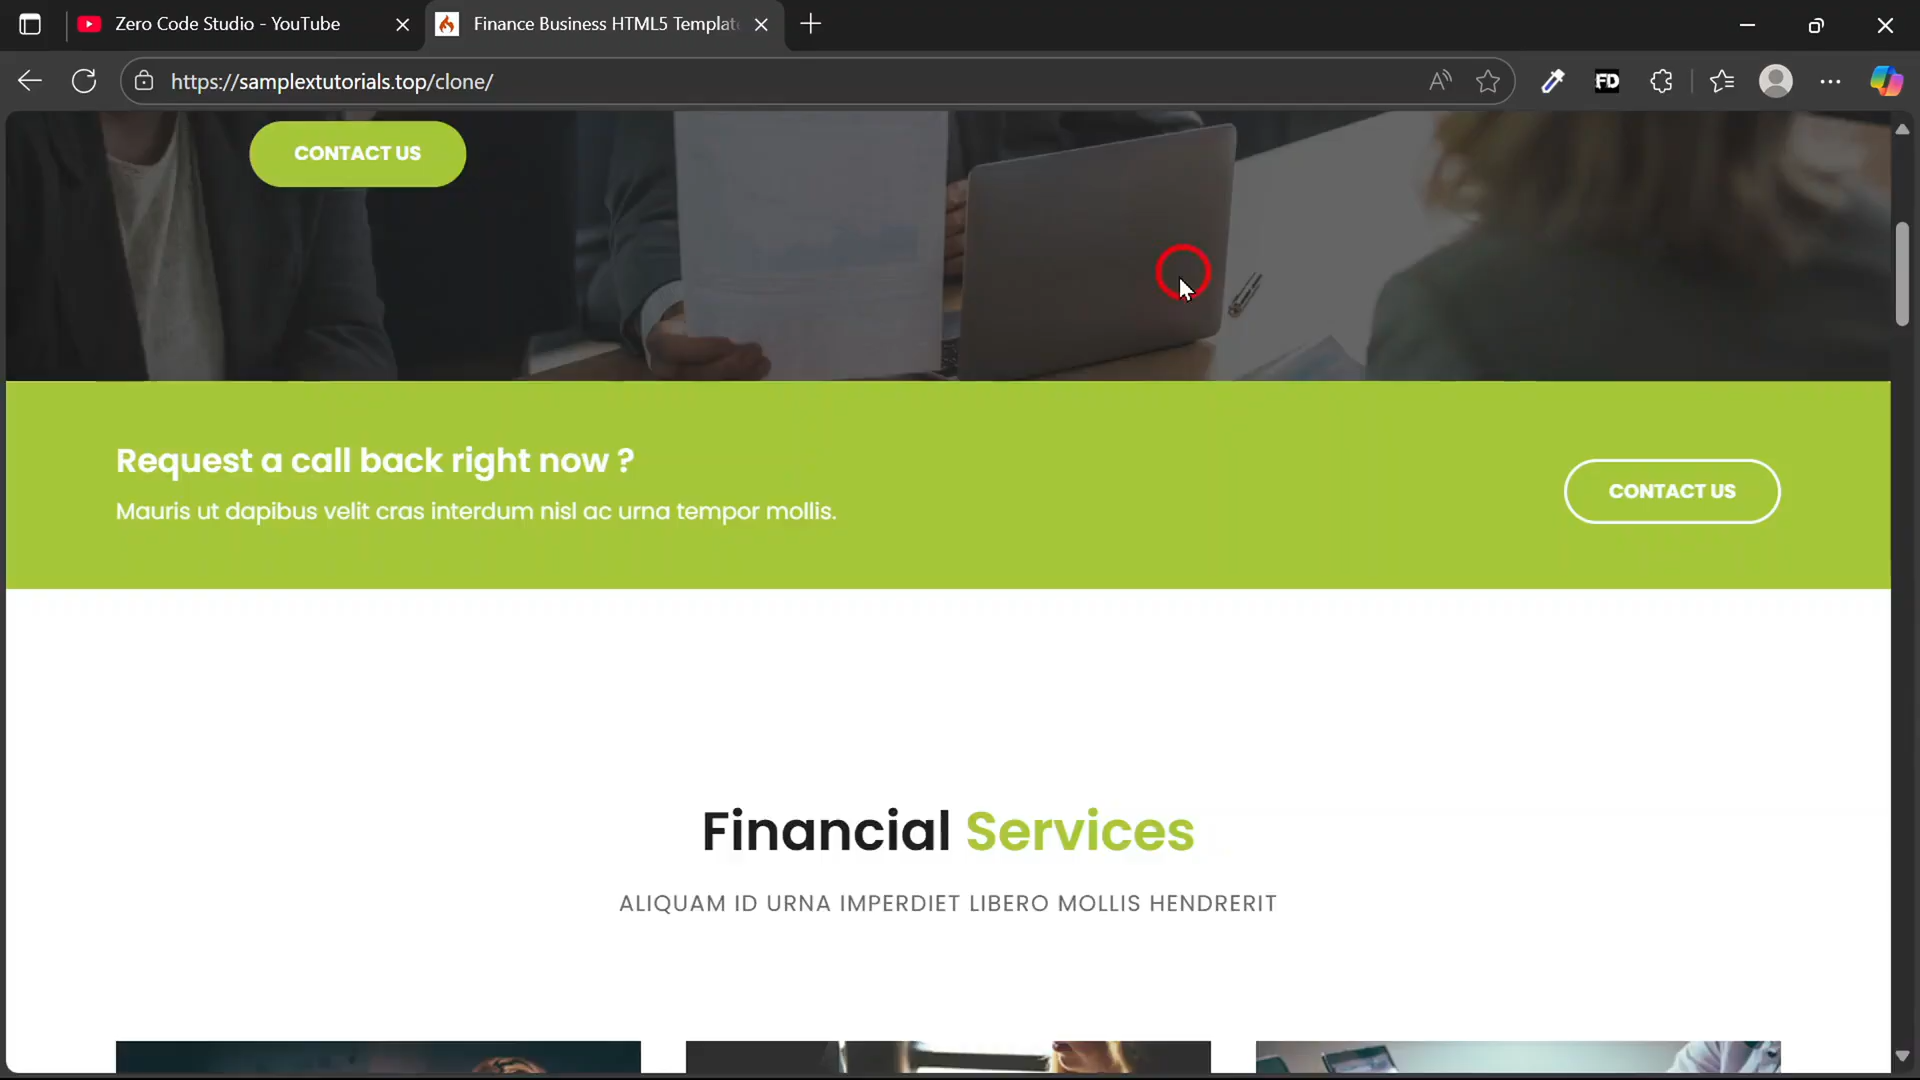 Zero Code Studio - YouTube
Finance Business HTML5 Templat
https://samplextutorials.top/clone/
FD
CONTACT US
Request a call back right now ?
Mauris ut dapibus velit cras interdum nisl ac urna tempor mollis.
CONTACT US
Financial Services
ALIQUAM ID URNA IMPERDIET LIBERO MOLLIS HENDRERIT